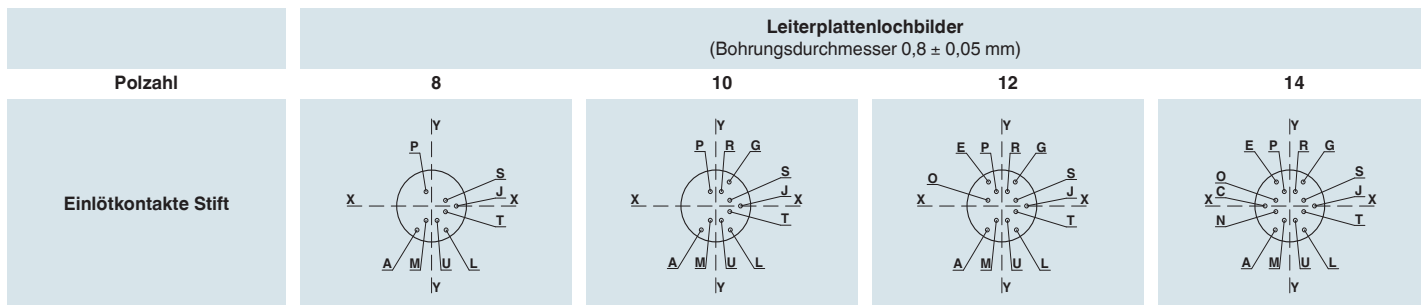 Leiterplattenlochbilder
(Bohrungsdurchmesser 0,8 ± 0,05 mm)
Polzahl 8 10 12 14
Einlötkontakte Stift
Y
P
S
J
X X
T
A M U L
Y
Y
P R G
S
J
X X
T
A M U L
Y
Y
E P R G
S
O
J
X X
T
A M U L
Y
Y
E P R G
O S
C J
X X
N T
A M U L
Y